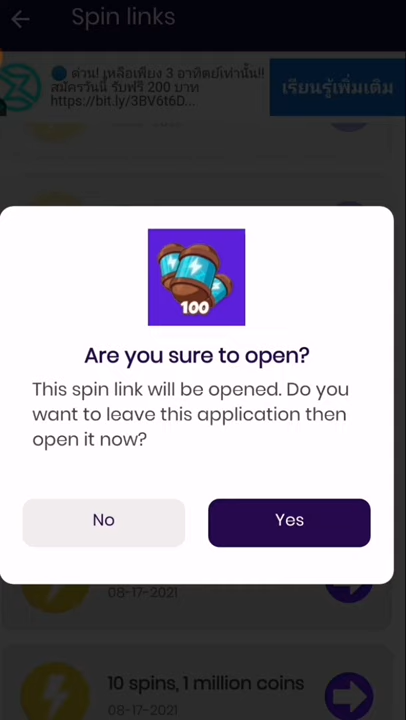 Spin links
ด่วน! เหลือเพียง 3 อาทิตย์เท่านั้น!!
สมัครวันนี้ รับฟรี 200 บาท
https://bit.ly/3BV6t6D...
เรียนรู้เพิ่มเติม
100
Are you sure to open?
This spin link will be opened. Do you
want to leave this application then
open it now?
No
Yes
08-17-2021
10 spins, 1 million coins
08-17-2021